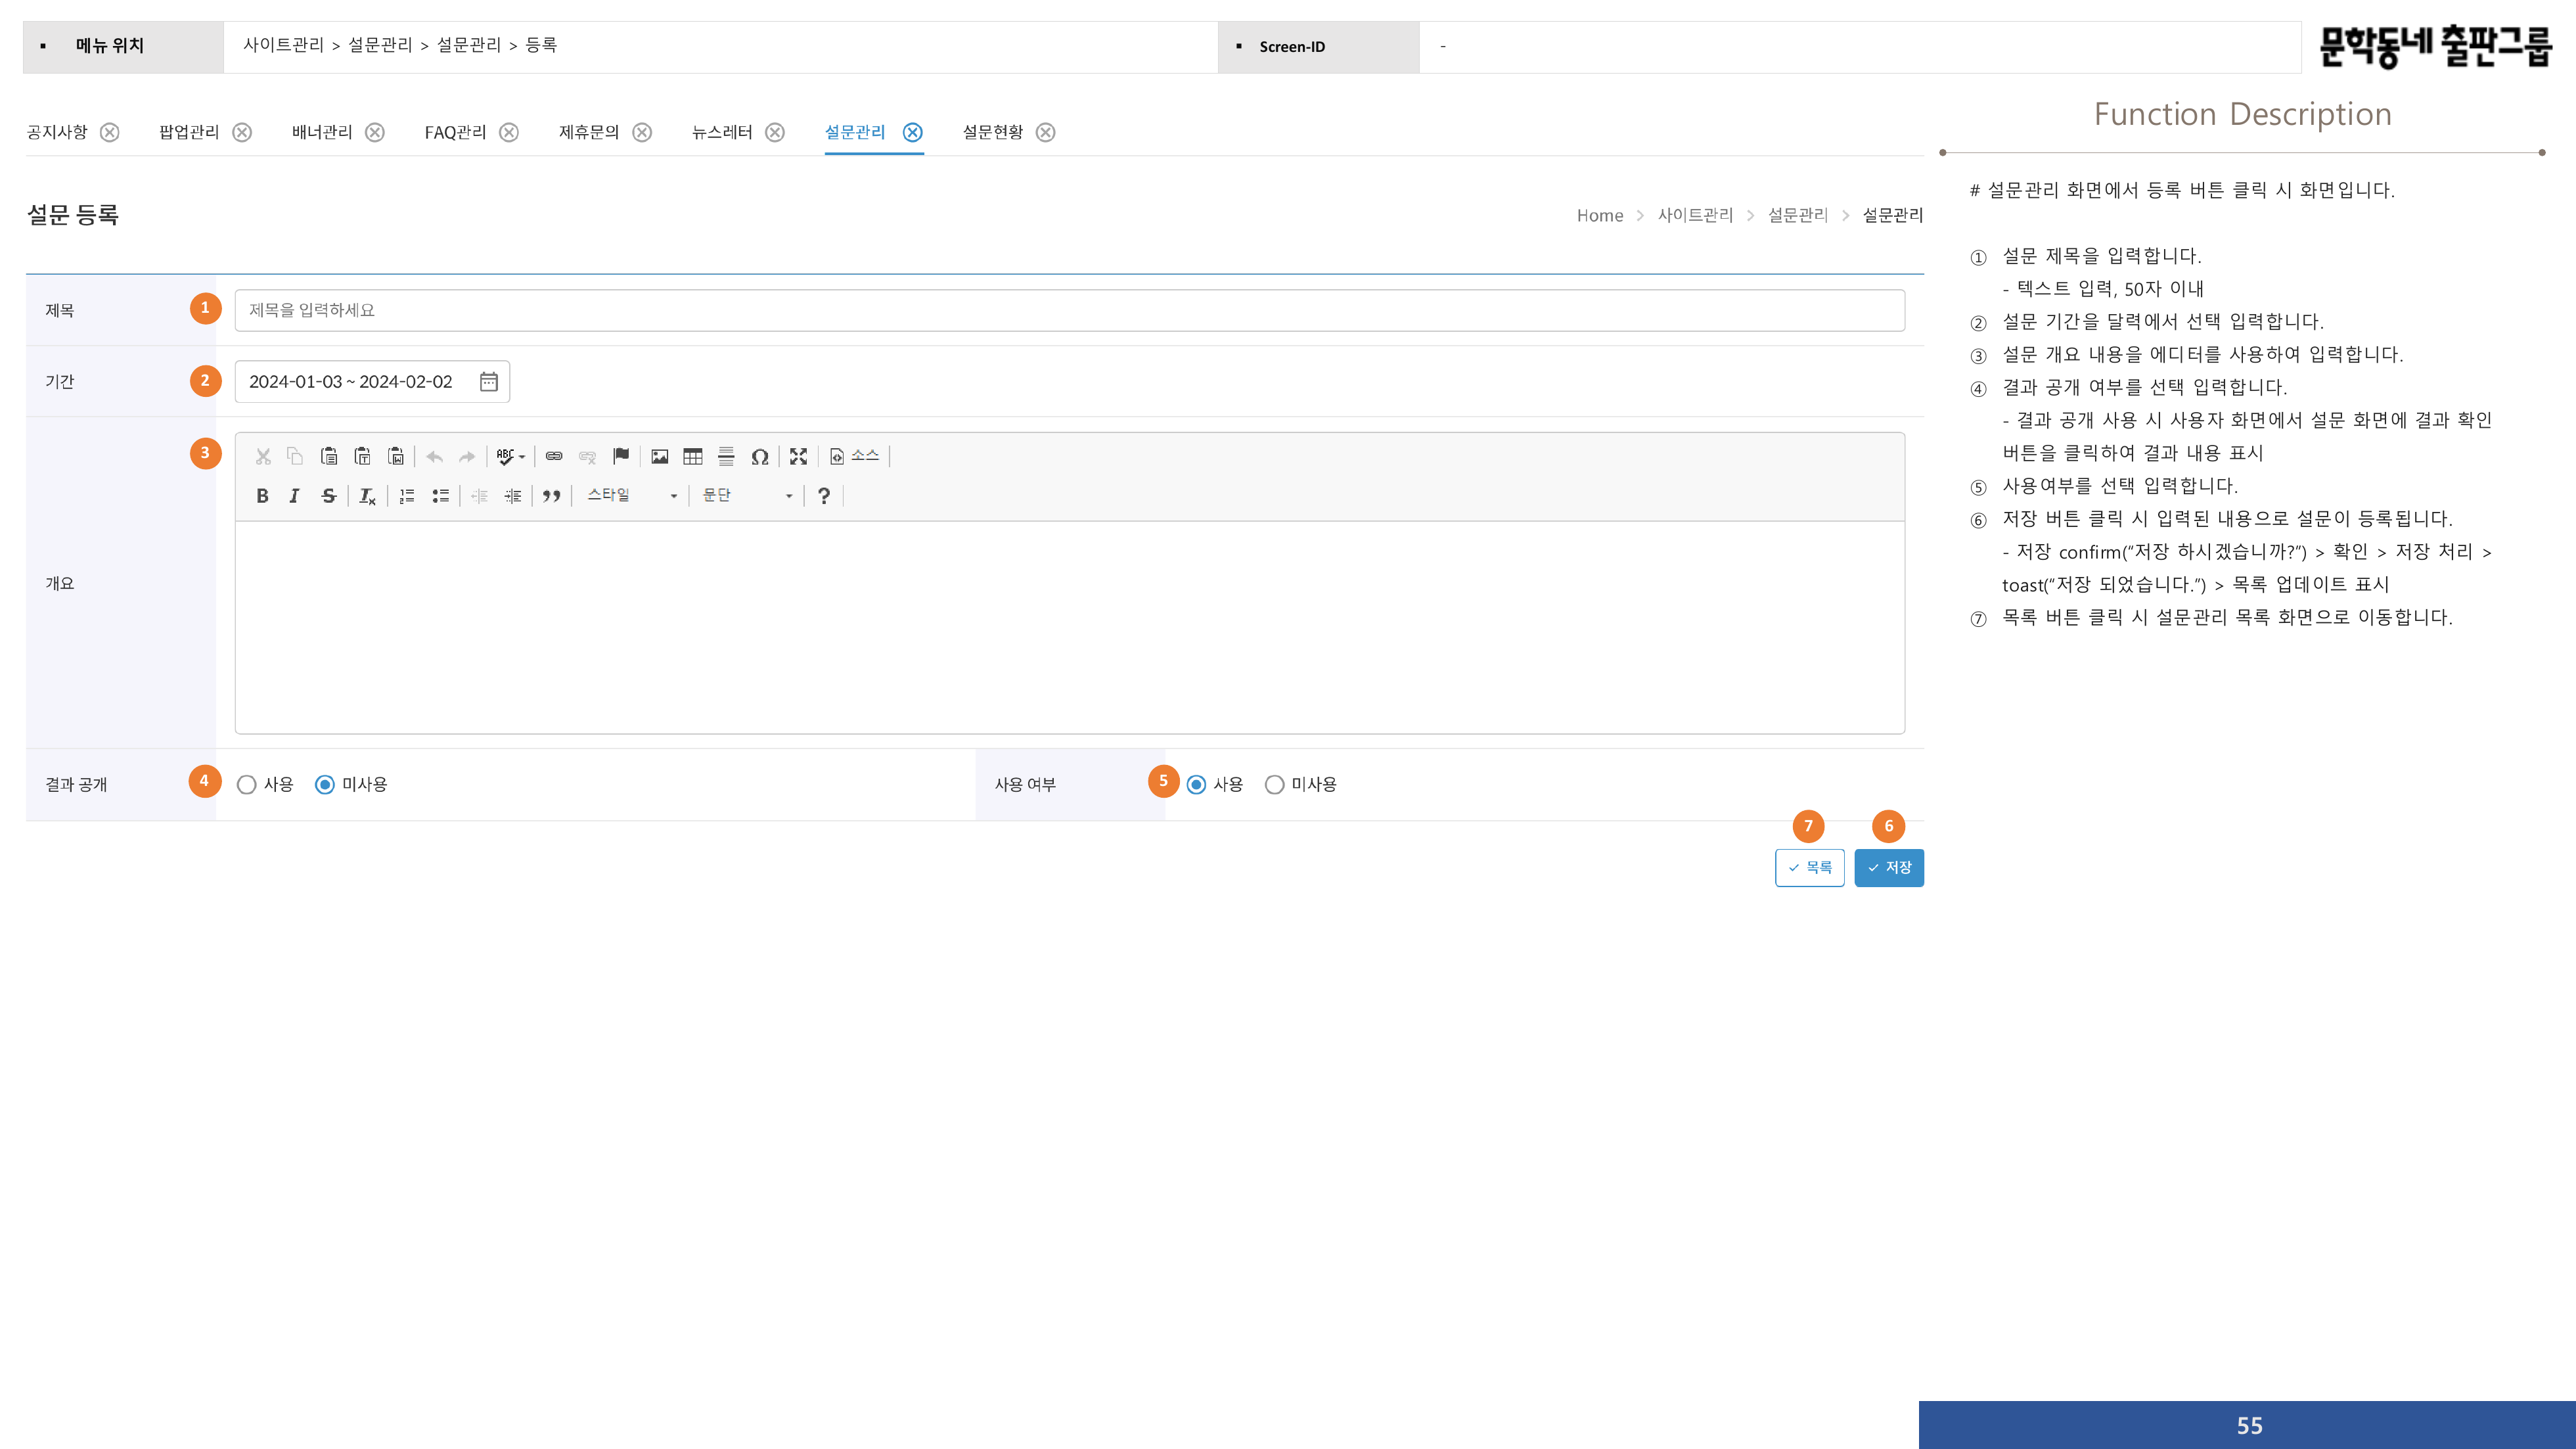 ▪ 메뉴 위치
사이트관리 > 설문관리 > 설문관리 > 등록
▪ Screen-ID
-
문학동네 출판그룹
공지사항 팝업관리 배너관리 FAQ관리 제휴문의 뉴스레터 설문관리 설문현황
설문 등록
Home > 사이트관리 > 설문관리 > 설문관리
제목
1
제목을 입력하세요
기간
2
2024-01-03 ~ 2024-02-02
개요
3
ABC
소스
B I S Tx
스타일
문단
?
결과 공개
4
사용 미사용
사용 여부
5
사용 미사용
7
6
목록
저장
Function Description
# 설문관리 화면에서 등록 버튼 클릭 시 화면입니다.
① 설문 제목을 입력합니다.
- 텍스트 입력, 50자 이내
② 설문 기간을 달력에서 선택 입력합니다.
③ 설문 개요 내용을 에디터를 사용하여 입력합니다.
④ 결과 공개 여부를 선택 입력합니다.
- 결과 공개 사용 시 사용자 화면에서 설문 화면에 결과 확인
버튼을 클릭하여 결과 내용 표시
⑤ 사용여부를 선택 입력합니다.
⑥ 저장 버튼 클릭 시 입력된 내용으로 설문이 등록됩니다.
- 저장 confirm(“저장 하시겠습니까?”) > 확인 > 저장 처리 >
toast(“저장 되었습니다.”) > 목록 업데이트 표시
⑦ 목록 버튼 클릭 시 설문관리 목록 화면으로 이동합니다.
55